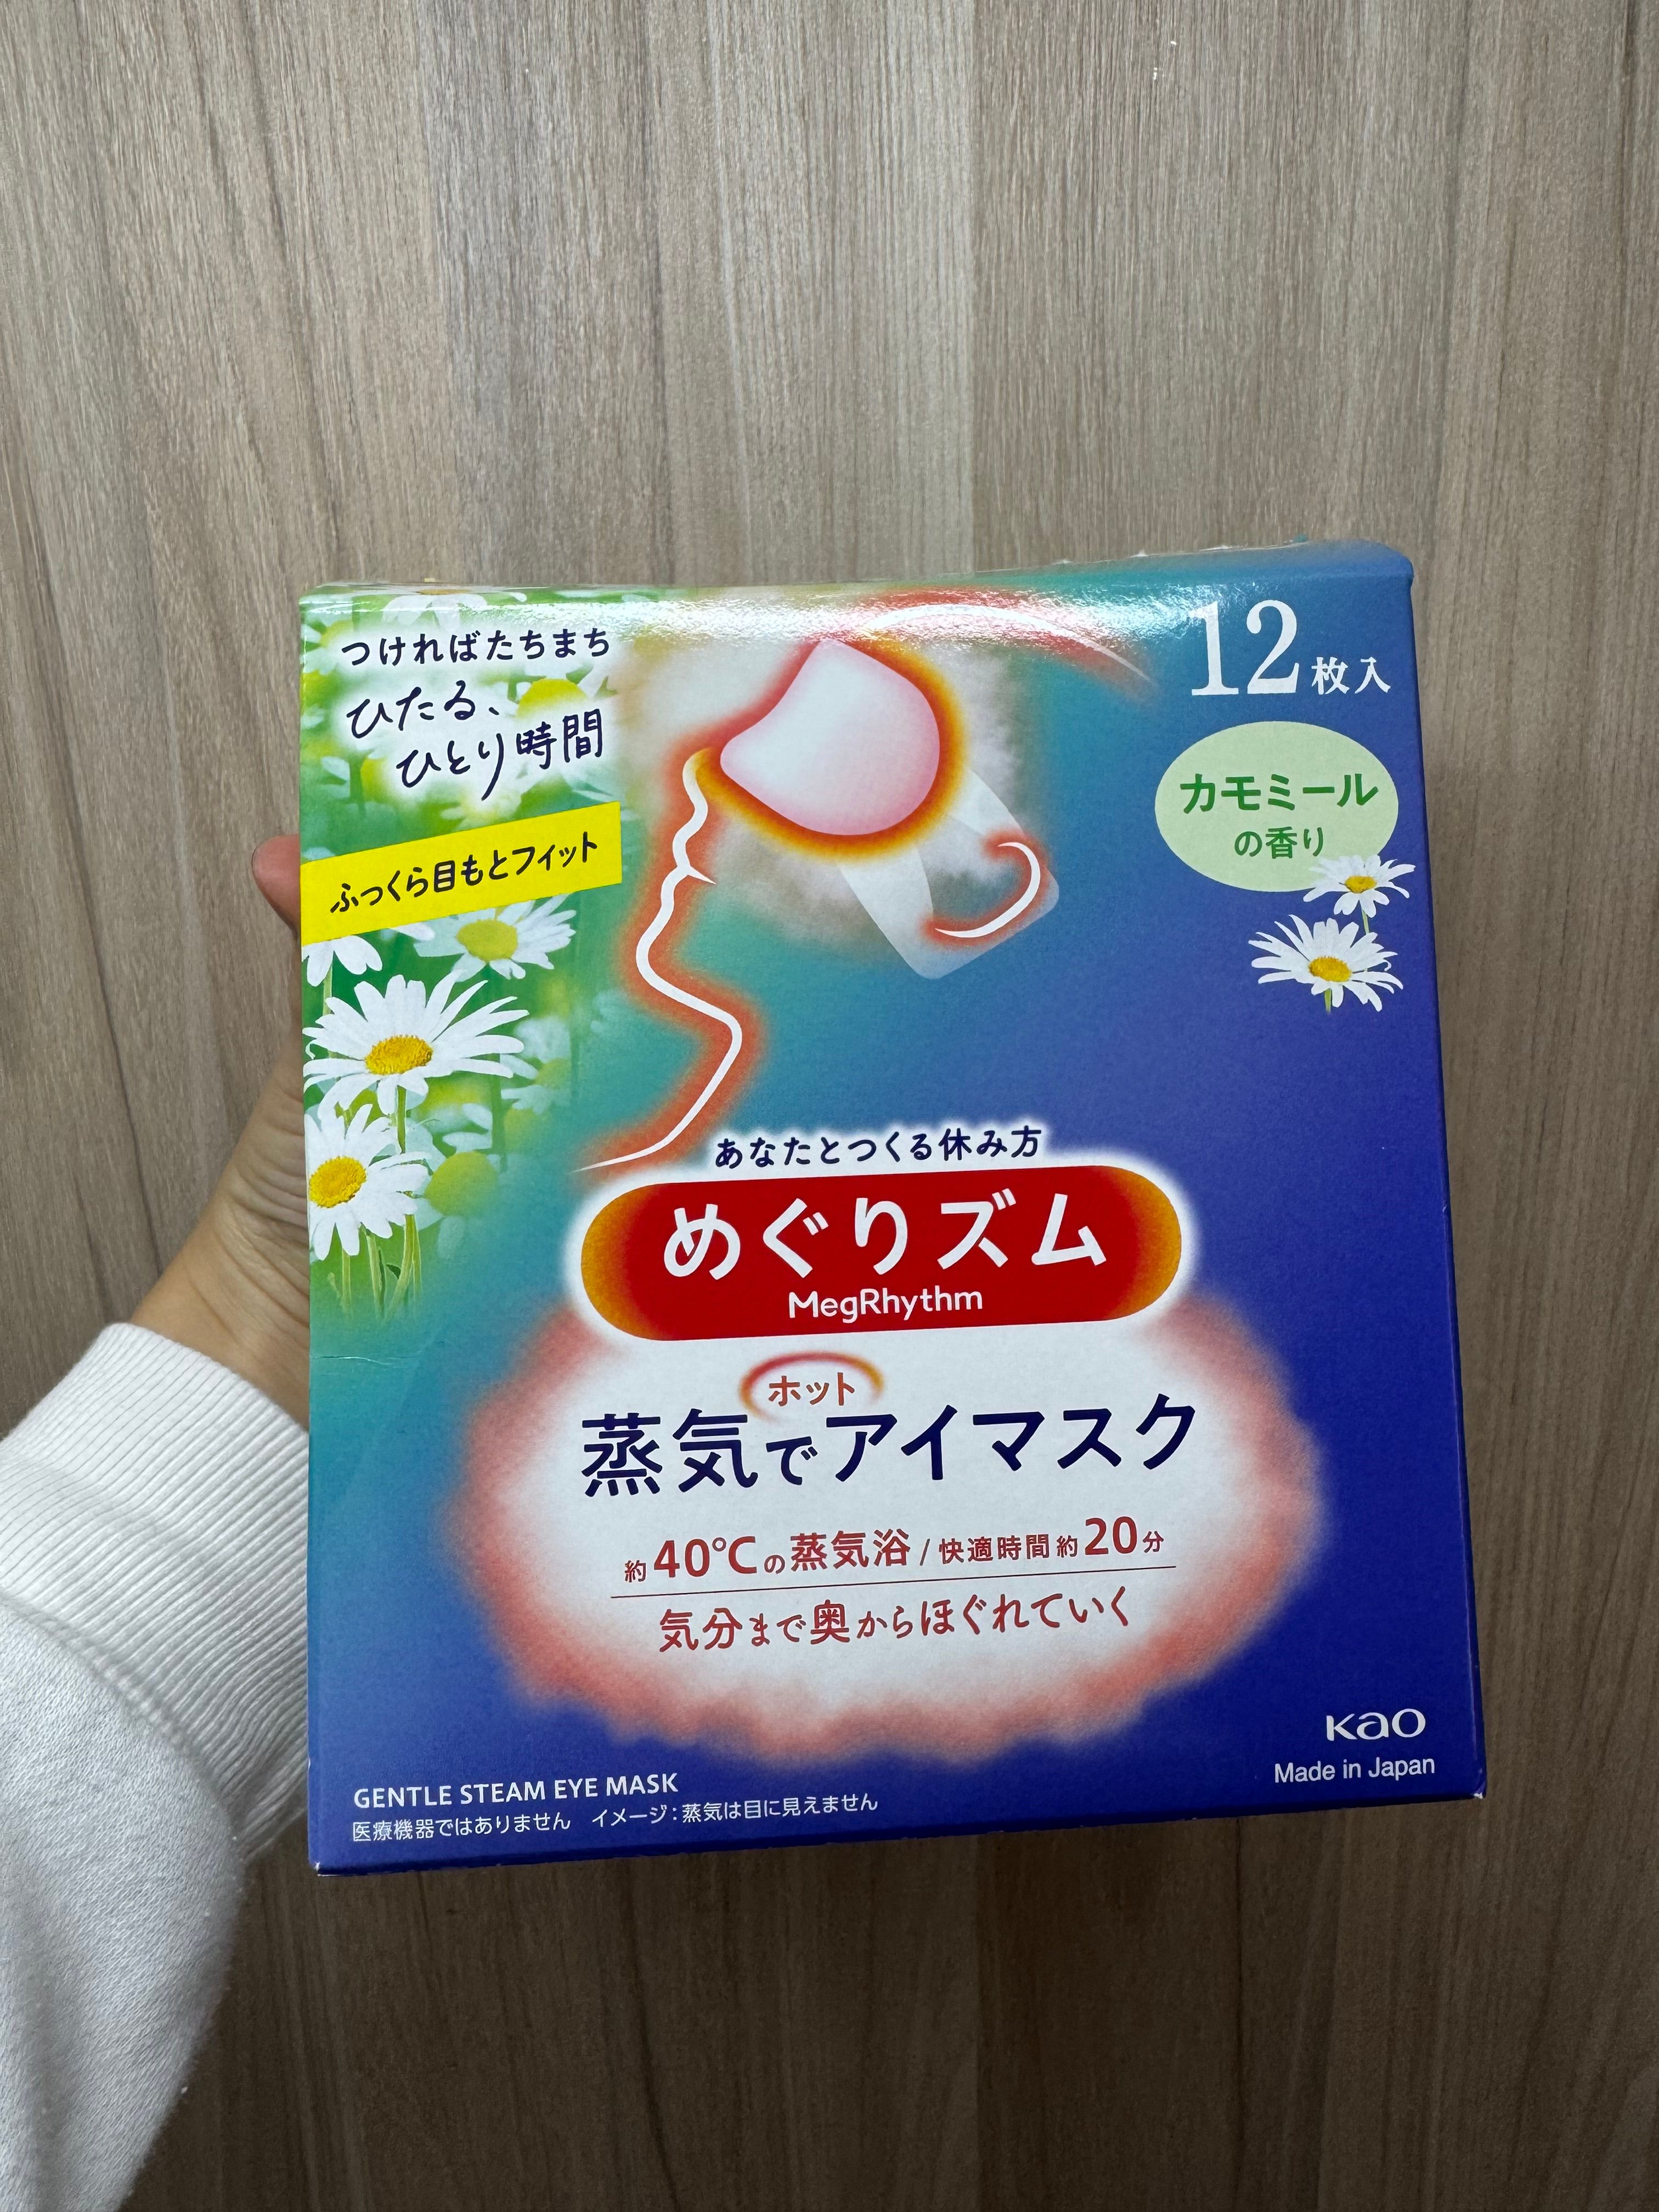 つければたちまち
ひたる、
ひとり時間
ふっくら目もとフィット
12枚入
カモミール
の香り
あなたとつくる休み方
めぐりズム
MegRhythm
蒸気でホットアイマスク
約40℃の蒸気浴/快適時間約20分
気分まで奥からほぐれていく
Kao
Made in Japan
GENTLE STEAM EYE MASK
医療機器ではありません　イメージ:蒸気は目に見えません